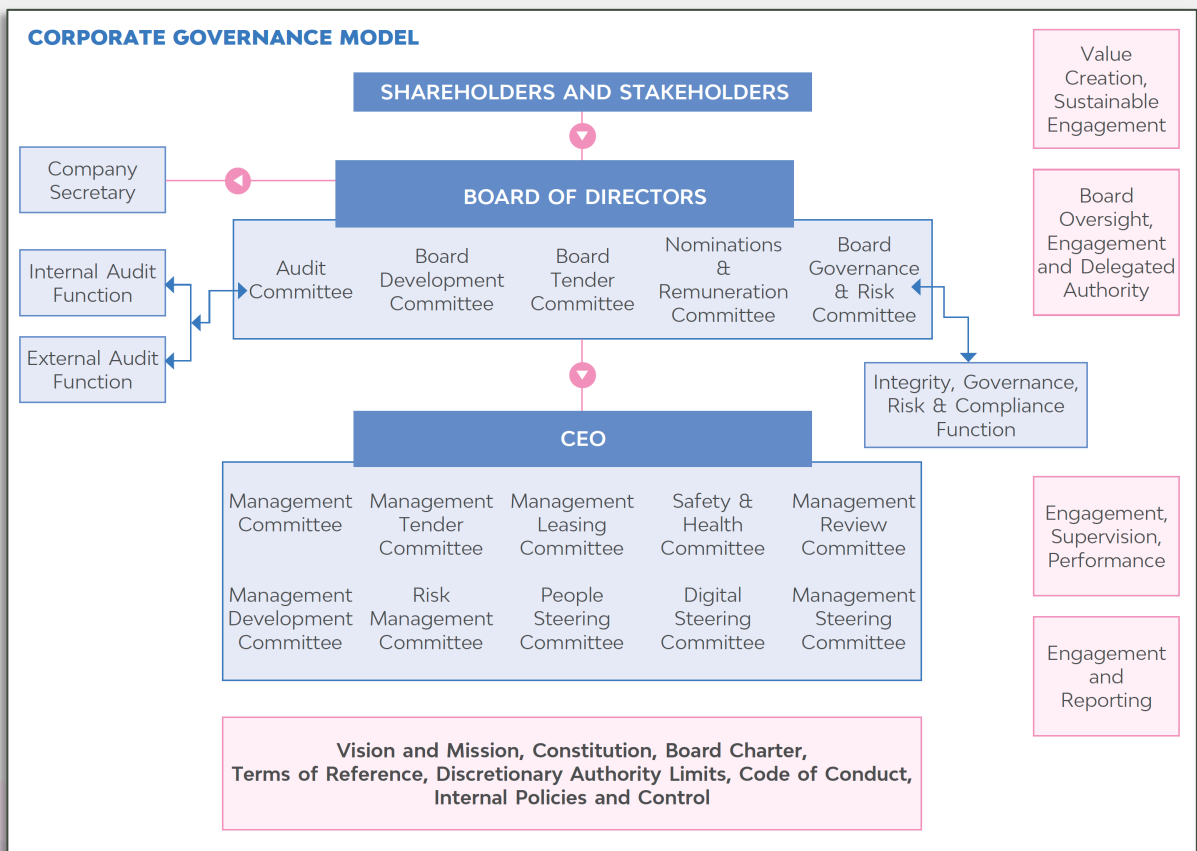 CORPORATE GOVERNANCE MODEL
SHAREHOLDERS AND STAKEHOLDERS
Value
Creation,
Sustainable
Engagement
Company
Secretary
BOARD OF DIRECTORS
Board
Oversight,
Engagement
and Delegated
Authority
Internal Audit
Function
External Audit
Function
Audit
Committee
Board
Development
Committee
Board
Tender
Committee
Nominations
&
Remuneration
Committee
Board
Governance
& Risk
Committee
Integrity, Governance,
Risk & Compliance
Function
CEO
Management
Committee
Management
Tender
Committee
Management
Leasing
Committee
Safety &
Health
Committee
Management
Review
Committee
Engagement,
Supervision,
Performance
Management
Development
Committee
Risk
Management
Committee
People
Steering
Committee
Digital
Steering
Committee
Management
Steering
Committee
Engagement
and
Reporting
Vision and Mission, Constitution, Board Charter,
Terms of Reference, Discretionary Authority Limits, Code of Conduct,
Internal Policies and Control